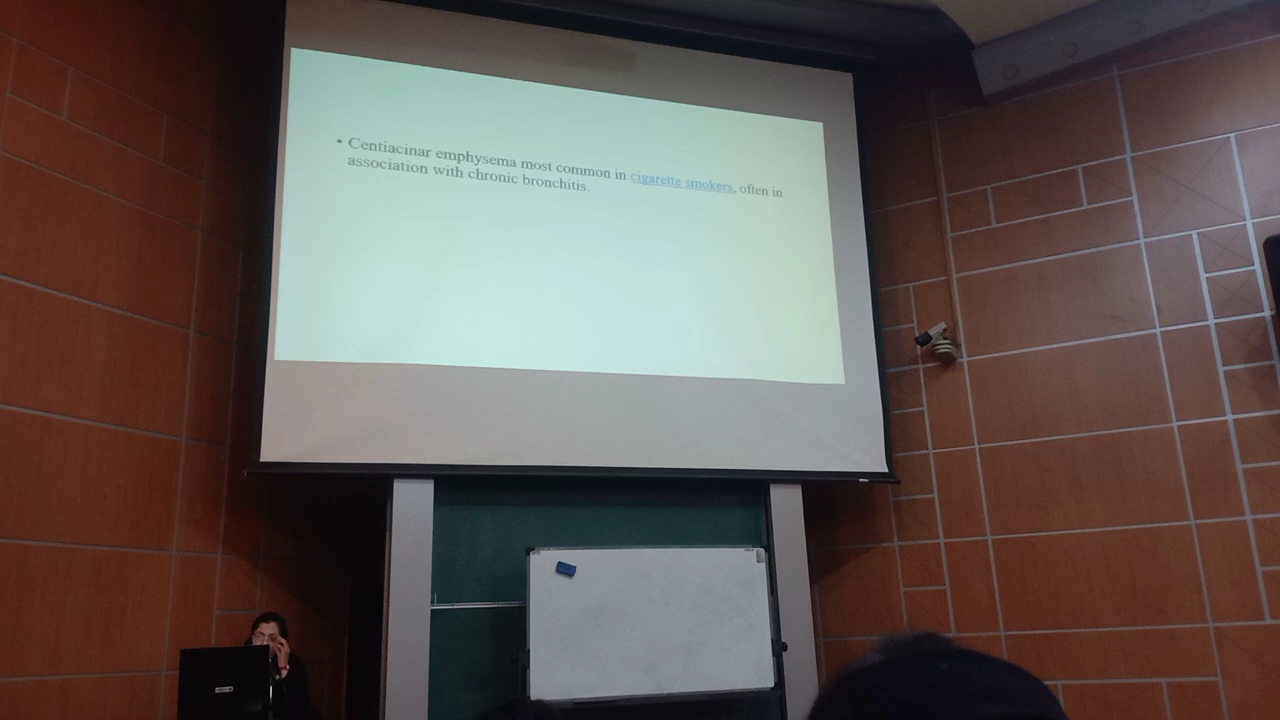 • Centiacinar emphysema most common in cigarette smokers, often in
association with chronic bronchitis.